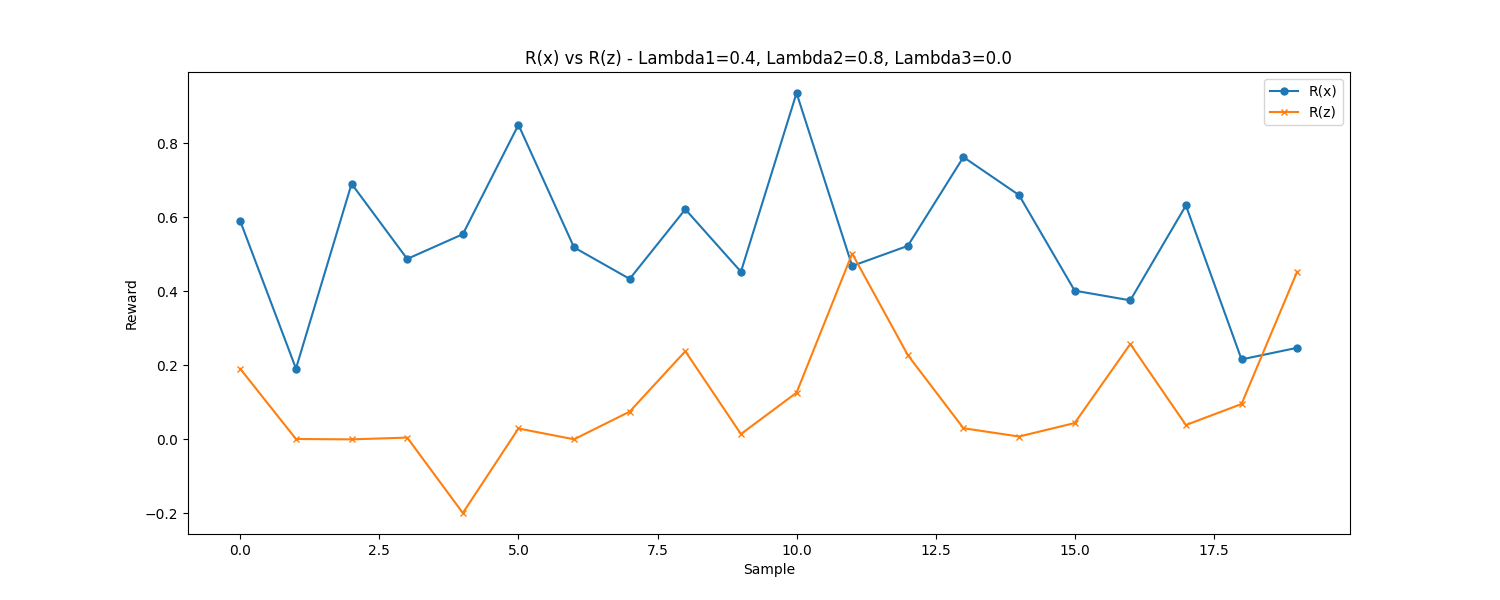 R(x) vs R(z) - Lambda1=0.4, Lambda2=0.8, Lambda3=0.0
R(x)
R(z)
Reward
0.8
0.6
0.4
0.2
0.0
−0.2
0.0 2.5 5.0 7.5 10.0 12.5 15.0 17.5
Sample